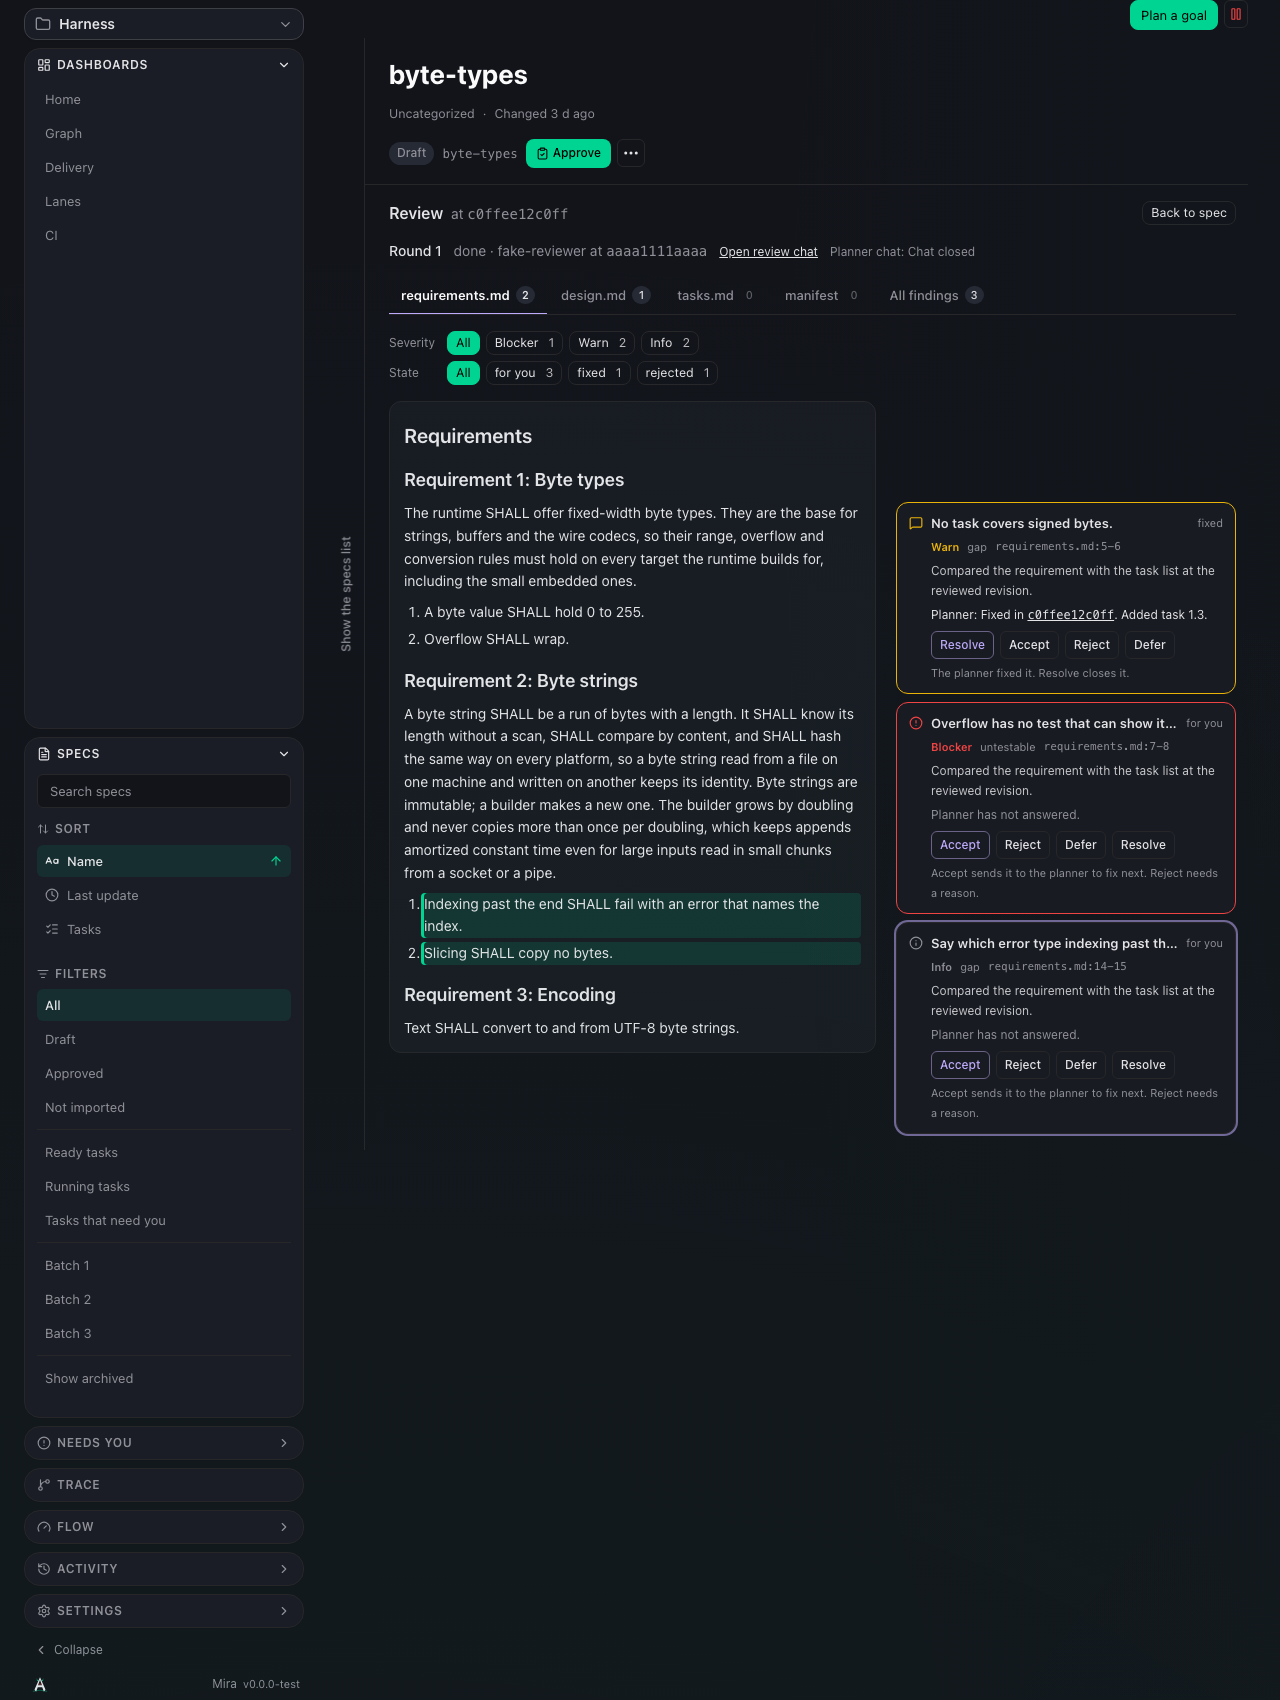 Harness
Plan a goal
DASHBOARDS
Home
Graph
Delivery
Lanes
CI
SPECS
Search specs
SORT
Name
Last update
Tasks
FILTERS
All
Draft
Approved
Not imported
Ready tasks
Running tasks
Tasks that need you
Batch 1
Batch 2
Batch 3
Show archived
NEEDS YOU
TRACE
FLOW
ACTIVITY
SETTINGS
Collapse
Mira v0.0.0-test
Show the specs list
byte-types
Uncategorized · Changed 3 d ago
Draft byte-types Approve
Review at c0ffee12c0ff Back to spec
Round 1 done · fake-reviewer at aaaa1111aaaa Open review chat Planner chat: Chat closed
requirements.md 2 design.md 1 tasks.md 0 manifest 0 All findings 3
Severity All Blocker 1 Warn 2 Info 2
State All for you 3 fixed 1 rejected 1
Requirements
Requirement 1: Byte types
The runtime SHALL offer fixed-width byte types. They are the base for
strings, buffers and the wire codecs, so their range, overflow and
conversion rules must hold on every target the runtime builds for,
including the small embedded ones.
1. A byte value SHALL hold 0 to 255.
2. Overflow SHALL wrap.
Requirement 2: Byte strings
A byte string SHALL be a run of bytes with a length. It SHALL know its
length without a scan, SHALL compare by content, and SHALL hash
the same way on every platform, so a byte string read from a file on
one machine and written on another keeps its identity. Byte strings are
immutable; a builder makes a new one. The builder grows by doubling
and never copies more than once per doubling, which keeps appends
amortized constant time even for large inputs read in small chunks
from a socket or a pipe.
1. Indexing past the end SHALL fail with an error that names the
index.
2. Slicing SHALL copy no bytes.
Requirement 3: Encoding
Text SHALL convert to and from UTF-8 byte strings.
No task covers signed bytes. fixed
Warn gap requirements.md:5–6
Compared the requirement with the task list at the
reviewed revision.
Planner: Fixed in c0ffee12c0ff. Added task 1.3.
Resolve Accept Reject Defer
The planner fixed it. Resolve closes it.
Overflow has no test that can show it... for you
Blocker untestable requirements.md:7–8
Compared the requirement with the task list at the
reviewed revision.
Planner has not answered.
Accept Reject Defer Resolve
Accept sends it to the planner to fix next. Reject needs
a reason.
Say which error type indexing past th... for you
Info gap requirements.md:14–15
Compared the requirement with the task list at the
reviewed revision.
Planner has not answered.
Accept Reject Defer Resolve
Accept sends it to the planner to fix next. Reject needs
a reason.